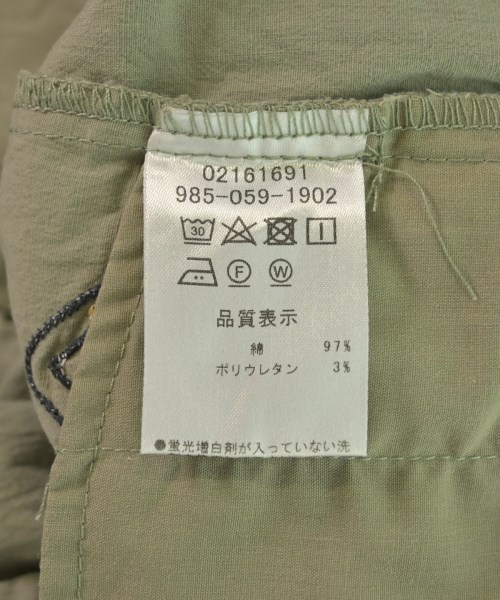 02161691
985-059-1902
30
F W
品質表示
綿 97%
ポリウレタン 3%
●蛍光増白剤が入っていない洗